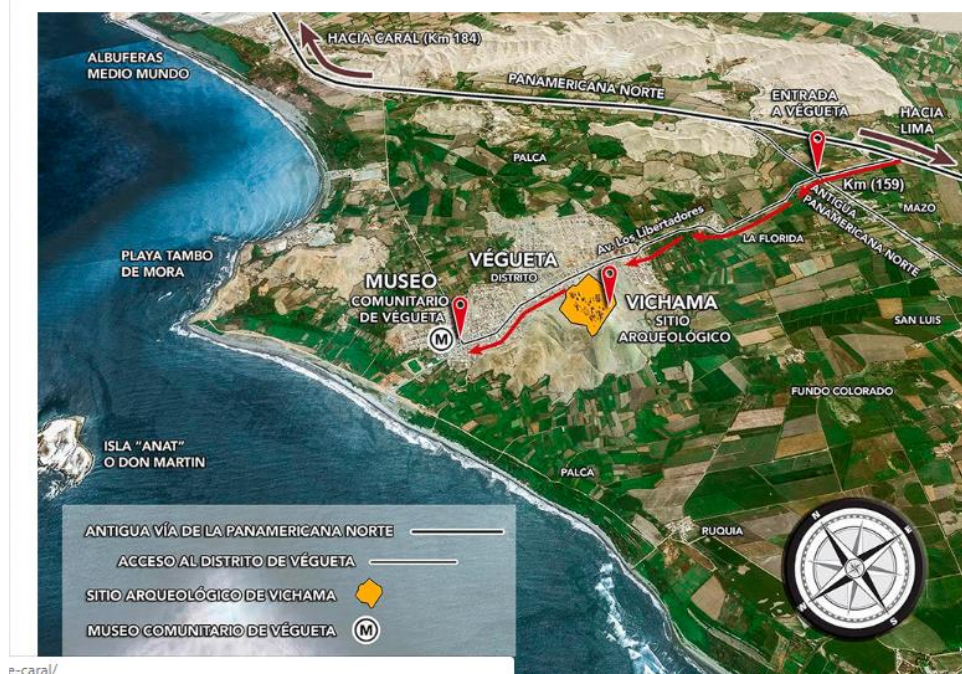 HACIA CARAL (Km 184)
ALBUFERAS
MEDIO MUNDO
PANAMERICANA NORTE
ENTRADA
A VÉGUETA
HACIA
LIMA
PALCA
Km (159)
ANTIGUA
PANAMERICANA NORTE
MAZO
Av. Los Libertadores
LA FLORIDA
PLAYA TAMBO
DE MORA
VÉGUETA
DISTRITO
MUSEO
COMUNITARIO
DE VÉGUETA
M
VICHAMA
SITIO
ARQUEOLÓGICO
SAN LUIS
FUNDO COLORADO
ISLA "ANAT"
O DON MARTIN
PALCA
RUQUIA
ANTIGUA VÍA DE LA PANAMERICANA NORTE
ACCESO AL DISTRITO DE VÉGUETA
SITIO ARQUEOLÓGICO DE VICHAMA
MUSEO COMUNITARIO DE VÉGUETA M
N
S
e-caral/